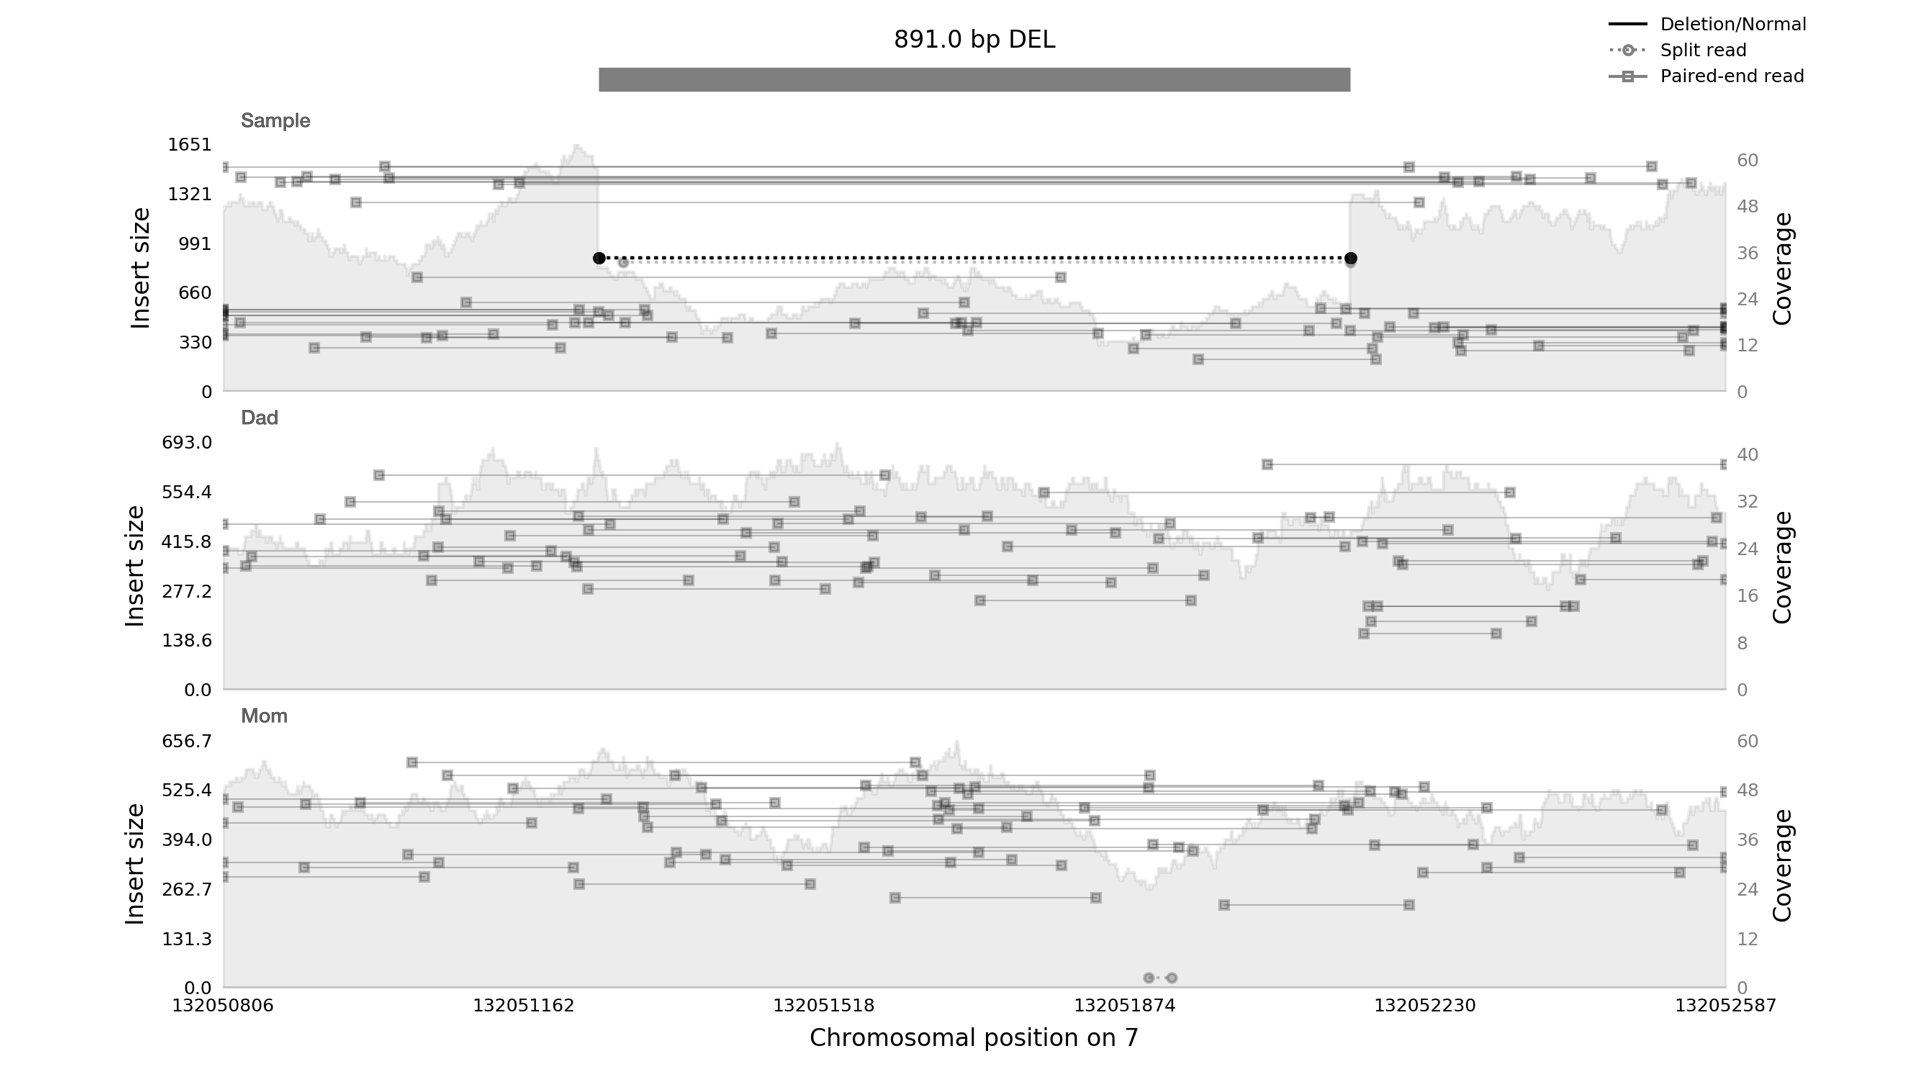 891.0 bp DEL
Deletion/Normal
Split read
Paired-end read
Sample
1651
1321
991
660
330
0
Insert size
60
48
36
24
12
0
Coverage
Dad
693.0
554.4
415.8
277.2
138.6
0.0
Insert size
40
32
24
16
8
0
Coverage
Mom
656.7
525.4
394.0
262.7
131.3
0.0
Insert size
60
48
36
24
12
0
Coverage
132050806 132051162 132051518 132051874 132052230 132052587
Chromosomal position on 7